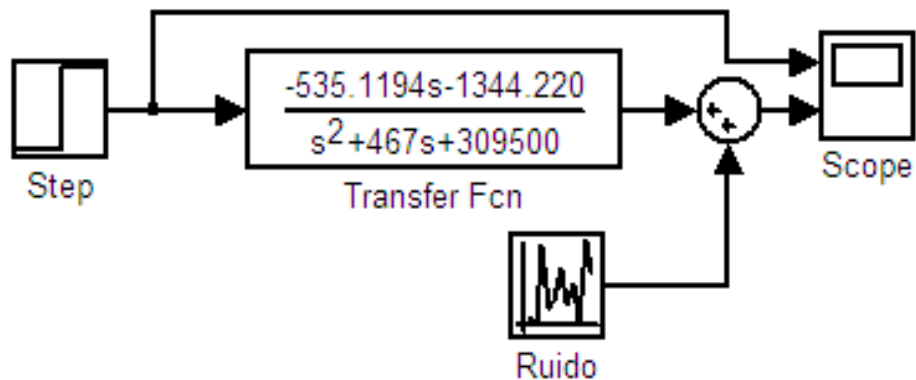 -535.1194s-1344.220
s²+467s+309500
Step
Transfer Fcn
Scope
Ruido